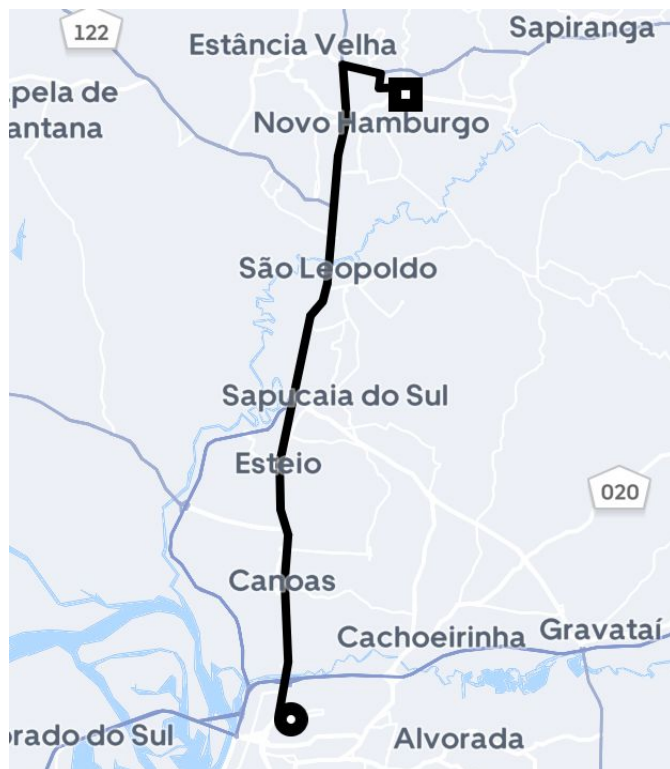 122
Estância Velha
Sapiranga
apela de
antana
Novo Hamburgo
São Leopoldo
Sapucaia do Sul
Esteio
020
Canoas
Cachoeirinha
Gravataí
orado do Sul
Alvorada